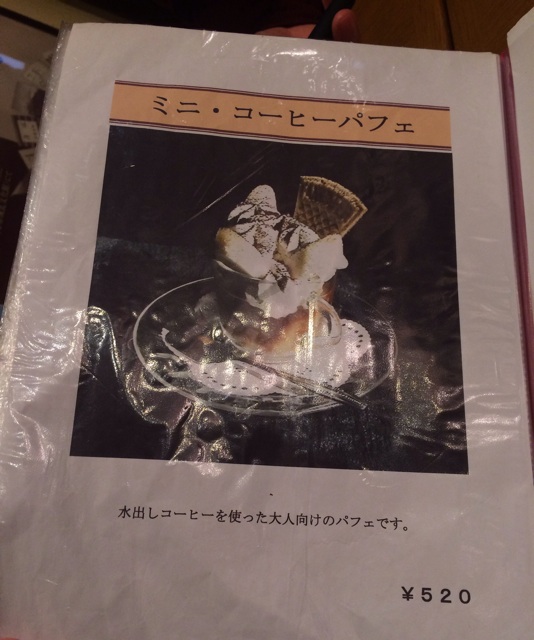 ミニ・コーヒーパフェ
水出しコーヒーを使った大人向けのパフェです。
￥５２０